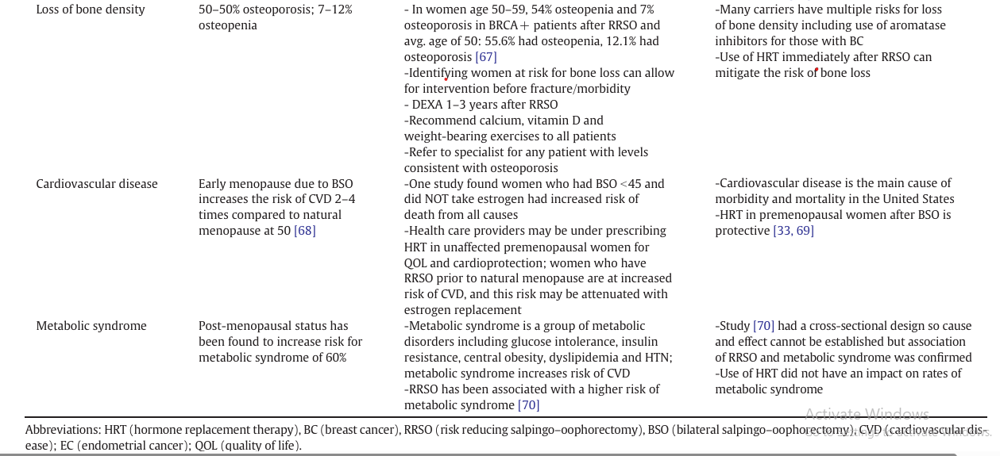 Loss of bone density
50–50% osteoporosis; 7–12%
osteopenia
- In women age 50–59, 54% osteopenia and 7%
osteoporosis in BRCA+ patients after RRSO and
avg. age of 50: 55.6% had osteopenia, 12.1% had
osteoporosis [67]
-Identifying women at risk for bone loss can allow
for intervention before fracture/morbidity
- DEXA 1–3 years after RRSO
-Recommend calcium, vitamin D and
weight-bearing exercises to all patients
-Refer to specialist for any patient with levels
consistent with osteoporosis
-Many carriers have multiple risks for loss
of bone density including use of aromatase
inhibitors for those with BC
-Use of HRT immediately after RRSO can
mitigate the risk of bone loss
Cardiovascular disease
Early menopause due to BSO
increases the risk of CVD 2–4
times compared to natural
menopause at 50 [68]
-One study found women who had BSO <45 and
did NOT take estrogen had increased risk of
death from all causes
-Health care providers may be under prescribing
HRT in unaffected premenopausal women for
QOL and cardioprotection; women who have
RRSO prior to natural menopause are at increased
risk of CVD, and this risk may be attenuated with
estrogen replacement
-Cardiovascular disease is the main cause of
morbidity and mortality in the United States
-HRT in premenopausal women after BSO is
protective [33, 69]
Metabolic syndrome
Post-menopausal status has
been found to increase risk for
metabolic syndrome of 60%
-Metabolic syndrome is a group of metabolic
disorders including glucose intolerance, insulin
resistance, central obesity, dyslipidemia and HTN;
metabolic syndrome increases risk of CVD
-RRSO has been associated with a higher risk of
metabolic syndrome [70]
-Study [70] had a cross-sectional design so cause
and effect cannot be established but association
of RRSO and metabolic syndrome was confirmed
-Use of HRT did not have an impact on rates of
metabolic syndrome
Abbreviations: HRT (hormone replacement therapy), BC (breast cancer), RRSO (risk reducing salpingo–oophorectomy), BSO (bilateral salpingo–oophorectomy); CVD (cardiovascular dis-
ease); EC (endometrial cancer); QOL (quality of life).
Activate Windows
Go to Settings to activate Windows.